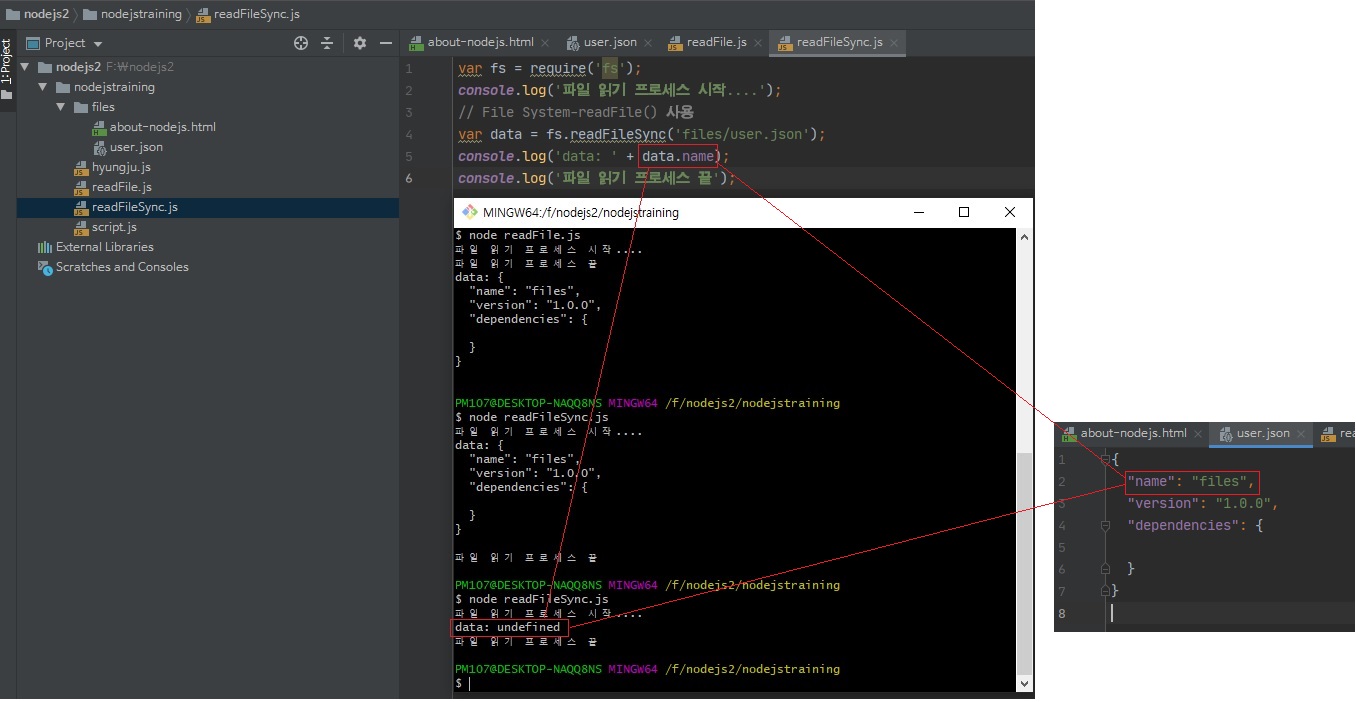 nodejs2 nodejstraining readFileSync.js
1: Project
Project
nodejs2 F:₩nodejs2
nodejstraining
files
about-nodejs.html
user.json
hyungju.js
readFile.js
readFileSync.js
script.js
External Libraries
Scratches and Consoles
about-nodejs.html user.json readFile.js readFileSync.js
1 var fs = require('fs');
2 console.log('파일 읽기 프로세스 시작....');
3 // File System-readFile() 사용
4 var data = fs.readFileSync('files/user.json');
5 console.log('data: ' + data.name);
6 console.log('파일 읽기 프로세스 끝');
MINGW64:/f/nodejs2/nodejstraining
$ node readFile.js
파일 읽기 프로세스 시작....
파일 읽기 프로세스 끝
data: {
"name": "files",
"version": "1.0.0",
"dependencies": {
}
}
PM107@DESKTOP-NAQQ8NS MINGW64 /f/nodejs2/nodejstraining
$ node readFileSync.js
파일 읽기 프로세스 시작....
data: {
"name": "files",
"version": "1.0.0",
"dependencies": {
}
}
파일 읽기 프로세스 끝
PM107@DESKTOP-NAQQ8NS MINGW64 /f/nodejs2/nodejstraining
$ node readFileSync.js
파일 읽기 프로세스 시작....
data: undefined
파일 읽기 프로세스 끝
PM107@DESKTOP-NAQQ8NS MINGW64 /f/nodejs2/nodejstraining
$
about-nodejs.html user.json rea
1 {
2 "name": "files",
3 "version": "1.0.0",
4 "dependencies": {
5
6 }
7 }
8